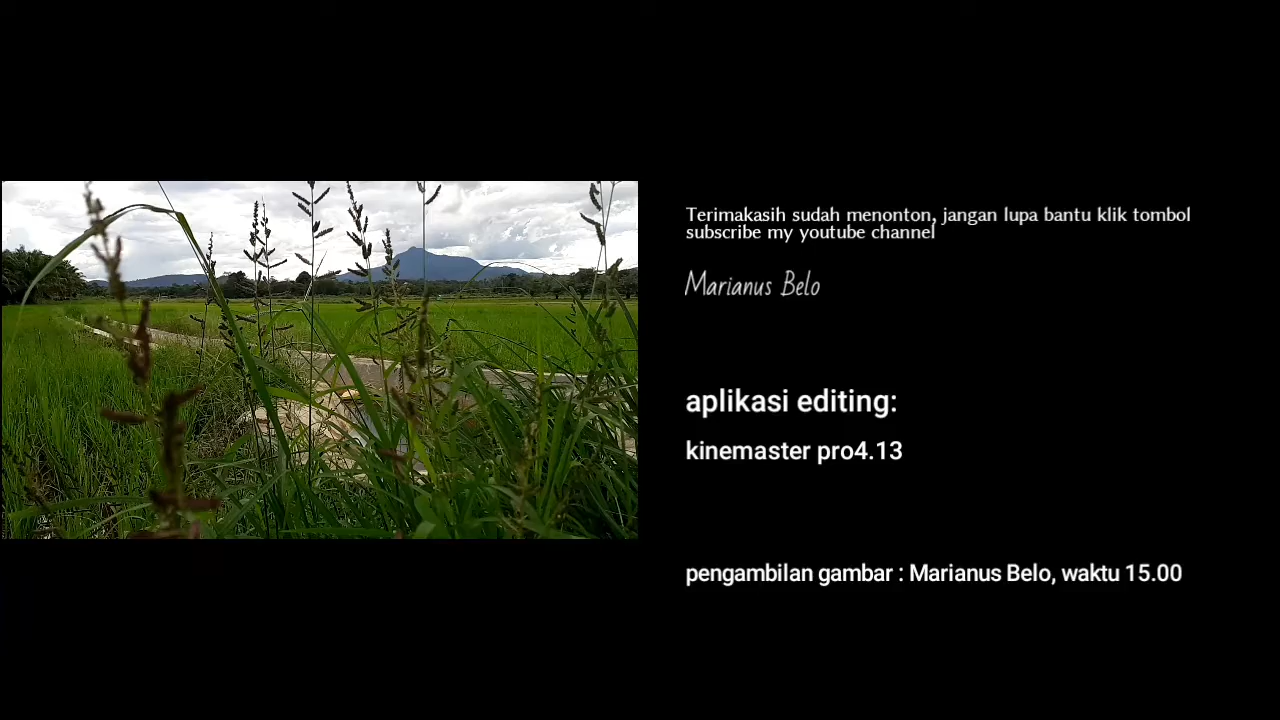 Terimakasih sudah menonton, jangan lupa bantu klik tombol
subscribe my youtube channel
Marianus Belo
aplikasi editing:
kinemaster pro4.13
pengambilan gambar : Marianus Belo, waktu 15.00